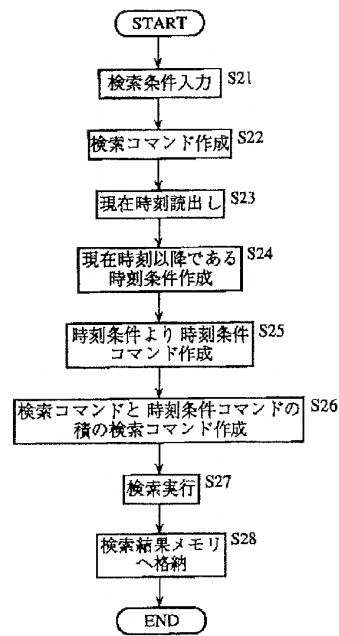 START
検索条件入力 S21
検索コマンド作成 S22
現在時刻読出し S23
現在時刻以降である S24
時刻条件作成
時刻条件より時刻条件 S25
コマンド作成
検索コマンドと時刻条件コマンドの S26
積の検索コマンド作成
検索実行 S27
検索結果メモリ S28
へ格納
END